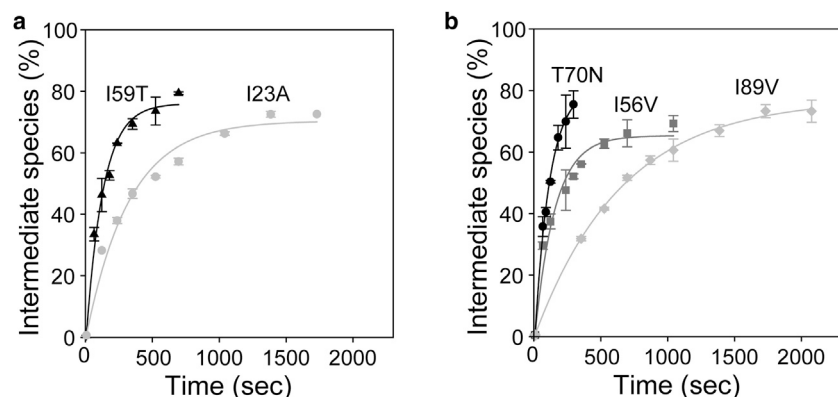 a
100
80
60
40
20
0
Intermediate species (%)
I59T
I23A
0 500 1000 1500 2000
Time (sec)
b
100
80
60
40
20
0
Intermediate species (%)
T70N
I56V
I89V
0 500 1000 1500 2000
Time (sec)